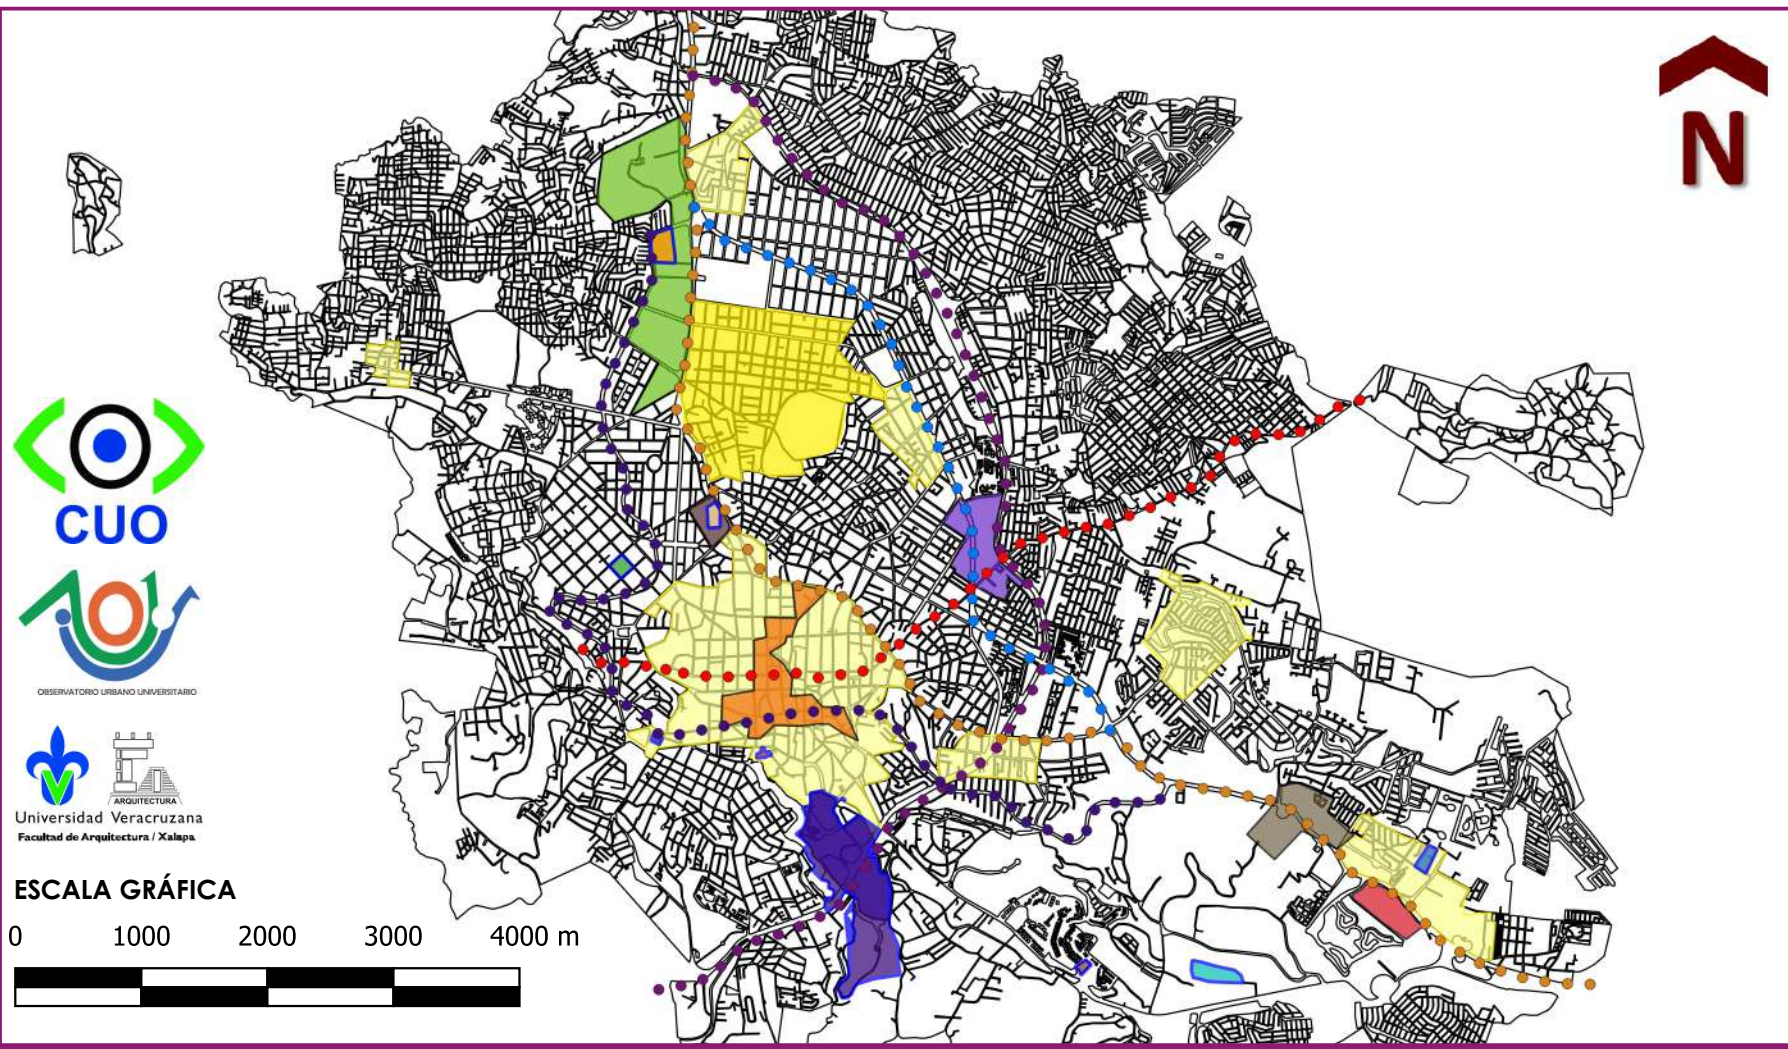 N
CUO
OBSERVATORIO URBANO UNIVERSITARIO
ARQUITECTURA
Universidad Veracruzana
Facultad de Arquitectura / Xalapa
ESCALA GRÁFICA
0 1000 2000 3000 4000 m